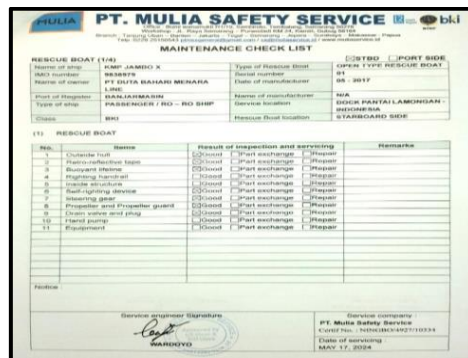 MULIA PT. MULIA SAFETY SERVICE bki
MAINTENANCE CHECK LIST
RESCUE BOAT (1/4) ☒STBD ☐PORT SIDE
Name of ship KMP JAMBO X Type of Rescue Boat OPEN TYPE RESCUE BOAT
IMO number Serial number 01
Name of owner PT DUTA BAHARI MENARA LINE Date of manufacturer 05 - 2017
Port of Register BANJARMASIN Name of manufacturer N/A
Type of ship PASSENGER / RO - RO SHIP Service location DOCK PANTAI LAMONGAN - INDONESIA
Class BKI Rescue Boat location STARBOARD SIDE
(1) RESCUE BOAT
No. Items Result of inspection and servicing Remarks
1 Outside hull ☒Good ☐Part exchange ☐Repair
2 Retro-reflective tape ☒Good ☐Part exchange ☐Repair
3 Buoyant lifeline ☒Good ☐Part exchange ☐Repair
4 Righting handrail Good ☐Part exchange ☐Repair
5 Inside structure Good ☐Part exchange ☐Repair
6 Self-righting device Good ☐Part exchange ☐Repair
7 Steering gear ☒Good ☐Part exchange ☐Repair
8 Propeller and Propeller guard ☒Good ☐Part exchange ☐Repair
9 Drain valve and plug ☒Good ☐Part exchange ☐Repair
10 Hand pump Good ☐Part exchange ☐Repair
11 Equipment Good ☐Part exchange ☐Repair
Notice :
Service engineer Signature
WARDOYO
Service company :
PT. Mulia Safety Service
Date of servicing :
MAY 17, 2024